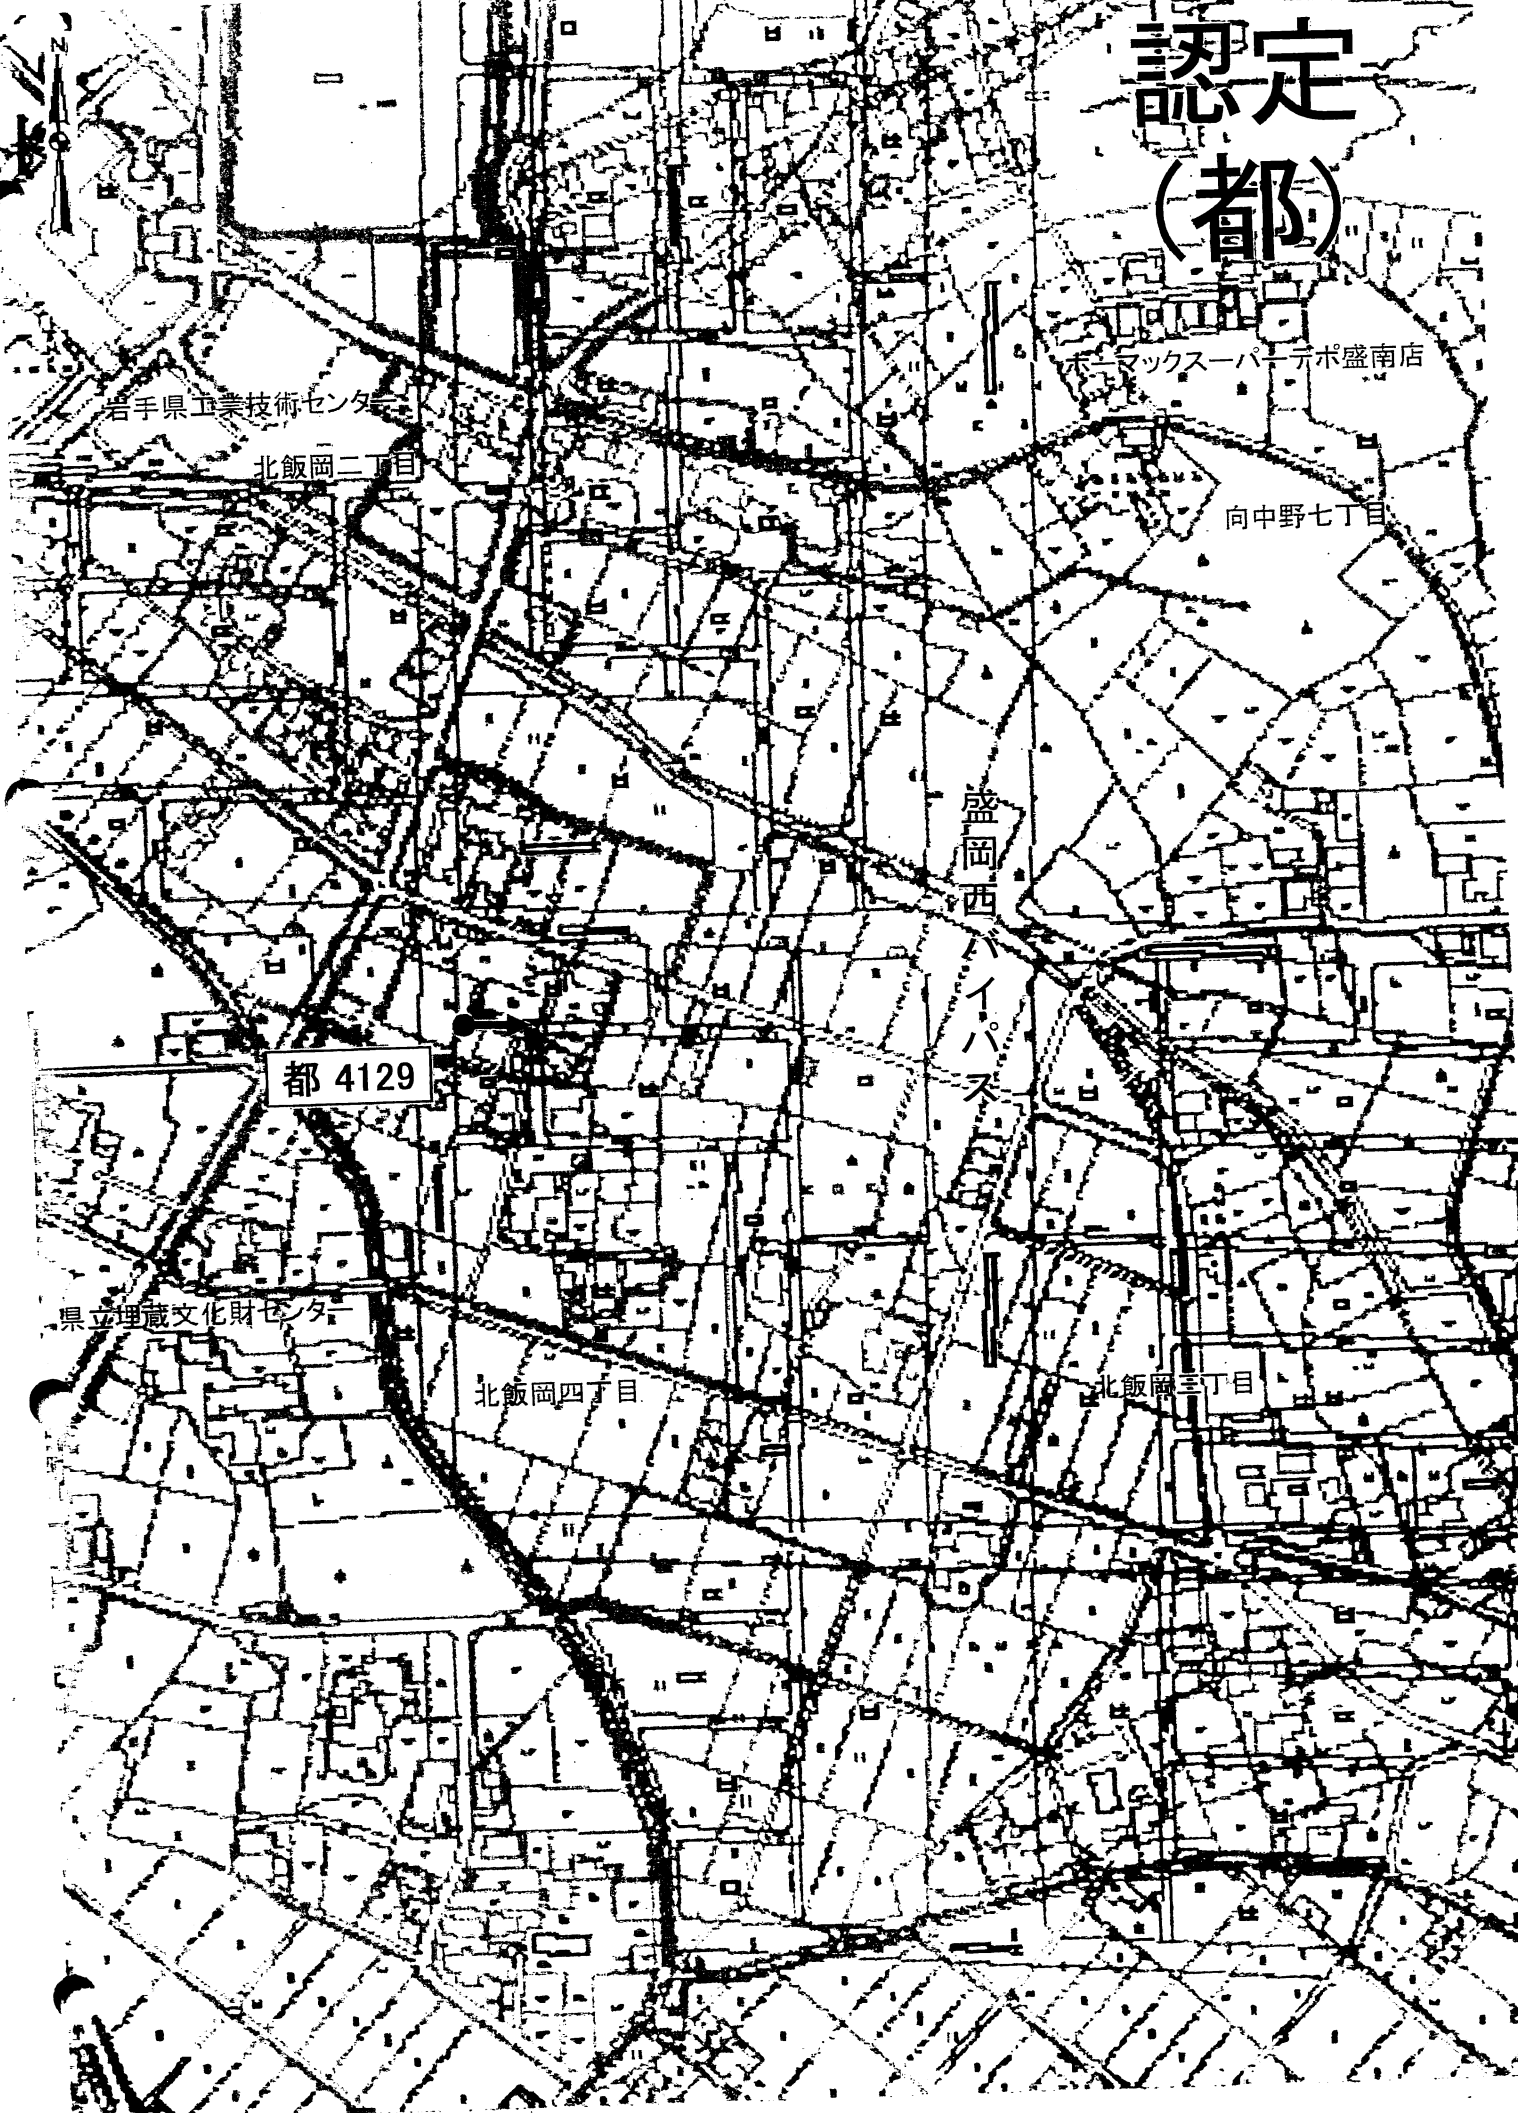 認定
(都)
N
ホーマックスーパーデポ盛南店
岩手県工業技術センター
北飯岡二丁目
向中野七丁目
盛岡西バイパス
都 4129
県立埋蔵文化財センター
北飯岡四丁目
北飯岡三丁目